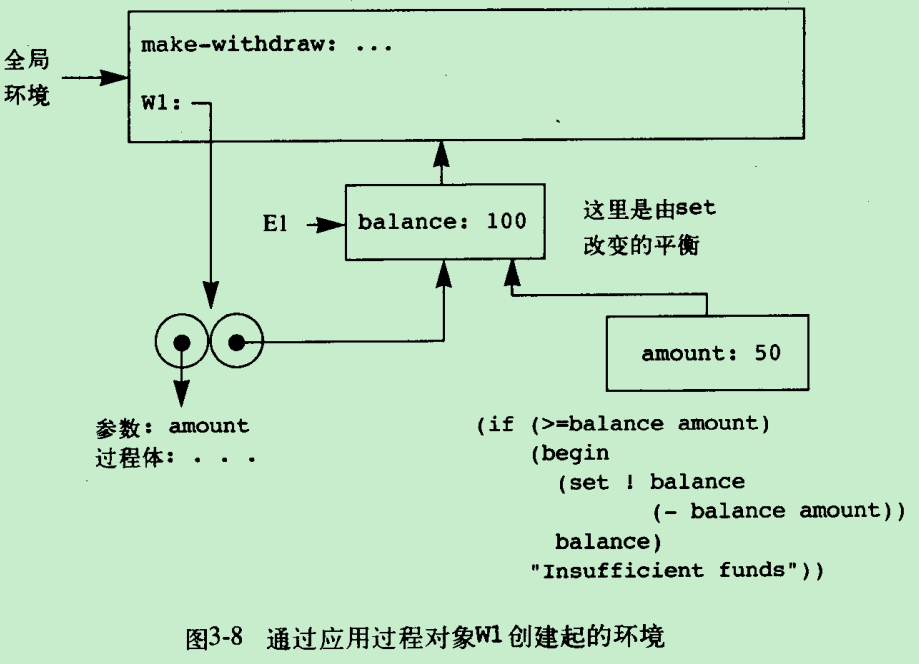 make-withdraw: ...
全局
环境
W1:
E1
balance: 100
这里是由set
改变的平衡
amount: 50
参数: amount
过程体: . . .
(if (>=balance amount)
(begin
(set ! balance
(- balance amount))
balance)
"Insufficient funds"))
图3-8 通过应用过程对象W1创建起的环境